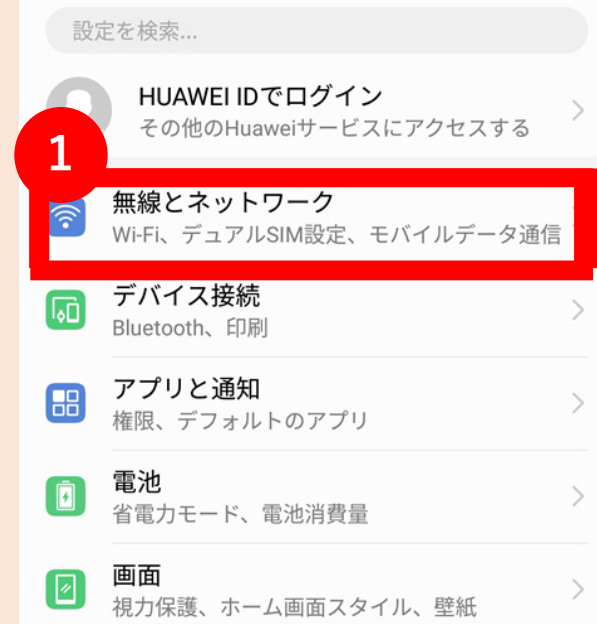 設定を検索...
HUAWEI IDでログイン
その他のHuaweiサービスにアクセスする
1
無線とネットワーク
Wi-Fi、デュアルSIM設定、モバイルデータ通信
デバイス接続
Bluetooth、印刷
アプリと通知
権限、デフォルトのアプリ
電池
省電力モード、電池消費量
画面
視力保護、ホーム画面スタイル、壁紙